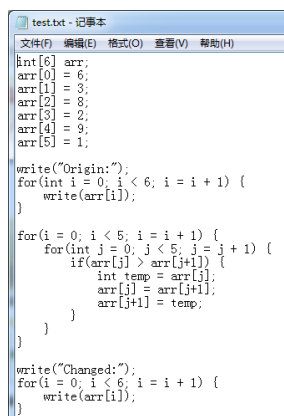 test.txt - 记事本
文件(F) 编辑(E) 格式(O) 查看(V) 帮助(H)
int[6] arr;
arr[0] = 6;
arr[1] = 3;
arr[2] = 8;
arr[3] = 2;
arr[4] = 9;
arr[5] = 1;

write("Origin:");
for(int i = 0; i < 6; i = i + 1) {
    write(arr[i]);
}

for(i = 0; i < 5; i = i + 1) {
    for(int j = 0; j < 5; j = j + 1) {
        if(arr[j] > arr[j+1]) {
            int temp = arr[j];
            arr[j] = arr[j+1];
            arr[j+1] = temp;
        }
    }
}

write("Changed:");
for(i = 0; i < 6; i = i + 1) {
    write(arr[i]);
}